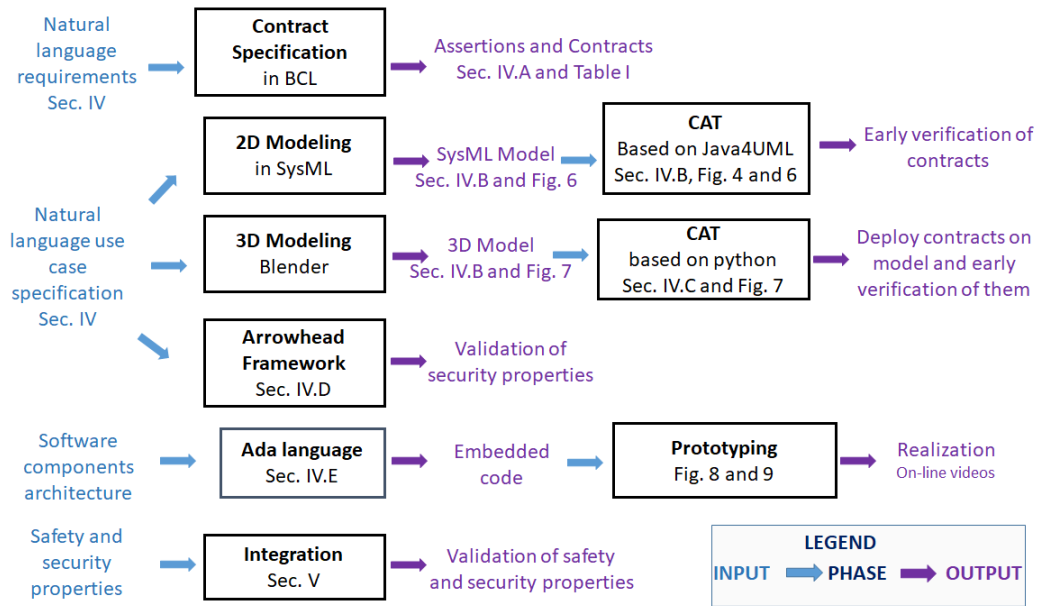 Natural
language
requirements
Sec. IV
Contract
Specification
in BCL
Assertions and Contracts
Sec. IV.A and Table I
2D Modeling
in SysML
SysML Model
Sec. IV.B and Fig. 6
CAT
Based on Java4UML
Sec. IV.B, Fig. 4 and 6
Early verification of
contracts
Natural
language use
case
specification
Sec. IV
3D Modeling
Blender
3D Model
Sec. IV.B and Fig. 7
CAT
based on python
Sec. IV.C and Fig. 7
Deploy contracts on
model and early
verification of them
Arrowhead
Framework
Sec. IV.D
Validation of
security properties
Software
components
architecture
Ada language
Sec. IV.E
Embedded
code
Prototyping
Fig. 8 and 9
Realization
On-line videos
Safety and
security
properties
Integration
Sec. V
Validation of safety
and security properties
LEGEND
INPUT PHASE OUTPUT